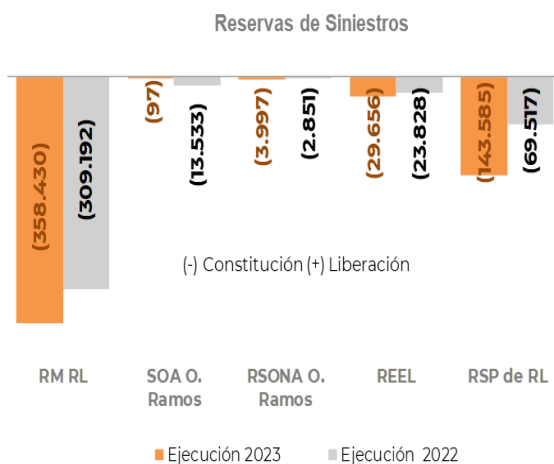 Reservas de Siniestros
(358.430)
(309.192)
(97)
(13.533)
(3.997)
(2.851)
(29.656)
(23.828)
(143.585)
(69.517)
(-) Constitución (+) Liberación
RM RL
SOA O. Ramos
RSONA O. Ramos
REEL
RSP de RL
Ejecución 2023
Ejecución 2022